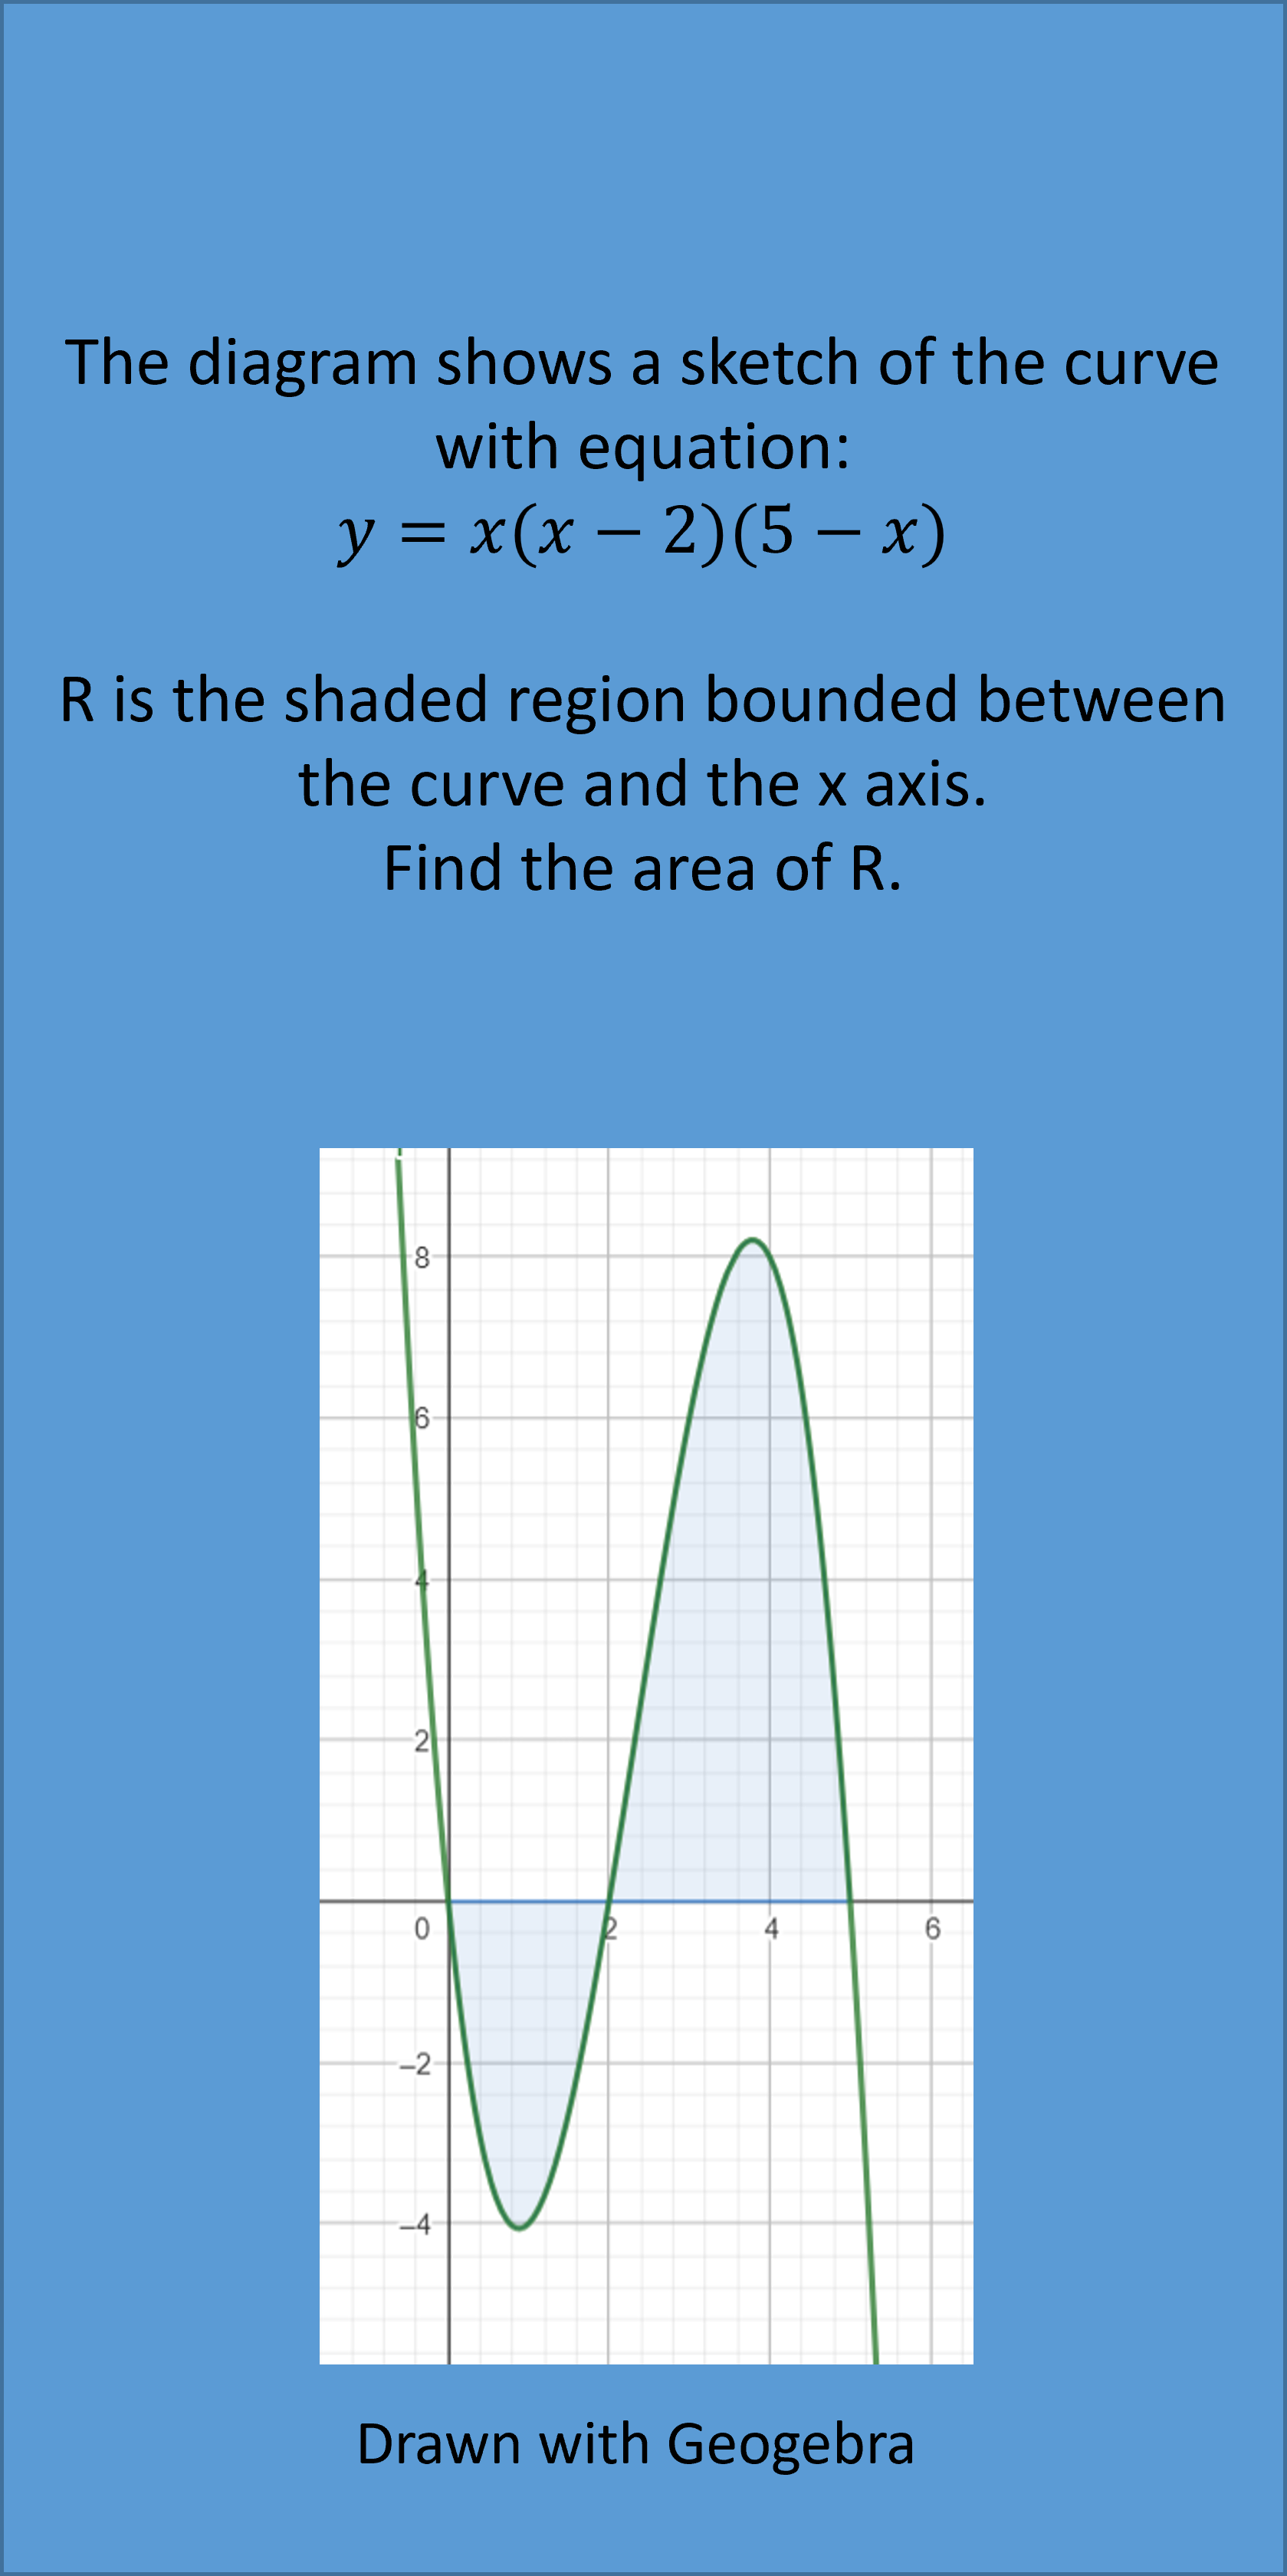 The diagram shows a sketch of the curve
with equation:
y = x(x − 2)(5 − x)
R is the shaded region bounded between
the curve and the x axis.
Find the area of R.
8
6
4
2
0 2 4 6
−2
−4
Drawn with Geogebra